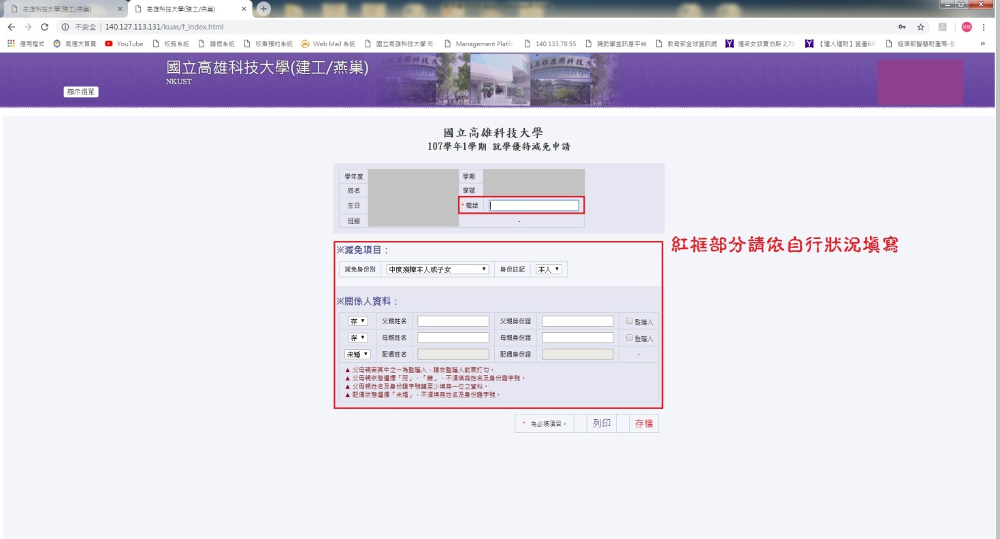 高雄科技大學(建工/燕巢) × 高雄科技大學(建工/燕巢) ×
不安全 | 140.127.113.131/kuas/f_index.html
應用程式 高應大首頁 YouTube 校務系統 請假系統 校車預約系統 Web Mail 系統 國立高雄科技大學 電 Management Platfo 140.133.78.55 獎助學金訊息平台 教育部全球資訊網 維密女版賈伯斯 2,70 【達人理財】資產6年 經濟部智慧財產局-
國立高雄科技大學(建工/燕巢)
NKUST
顯示選單
國立高雄科技大學
107學年1學期 就學優待減免申請
學年度 學期
姓名 學號
生日 * 電話
班級 -
紅框部分請依自行狀況填寫
※減免項目：
減免身份別 中度殘障本人或子女 身份註記 本人
※關係人資料：
存 父親姓名 父親身份證 監護人
存 母親姓名 母親身份證 監護人
未婚 配偶姓名 配偶身份證 -
▲ 父母親若其中之一為監護人，請在監護人前面打勾。
▲ 父母親狀態選擇「歿」、「離」，不須填寫姓名及身份證字號。
▲ 父母親姓名及身份證字號請至少填寫一位之資料。
▲ 配偶狀態選擇「未婚」，不須填寫姓名及身份證字號。
* 為必填項目。 列印 存檔